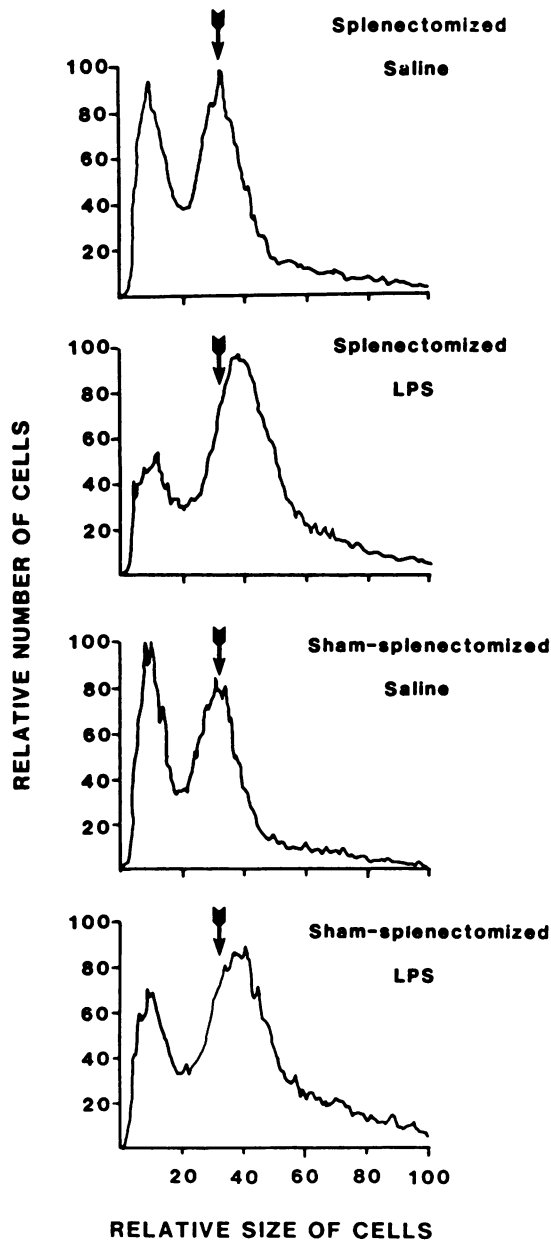 Splenectomized
Saline
100
80
60
40
20
Splenectomized
LPS
100
80
60
40
20
Sham-splenectomized
Saline
100
80
60
40
20
Sham-splenectomized
LPS
100
80
60
40
20
20 40 60 80 100
RELATIVE NUMBER OF CELLS
RELATIVE SIZE OF CELLS